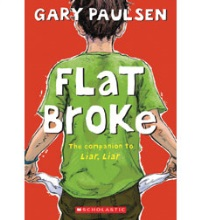 GARY PAULSEN
FLAT
BROKE
The companion to
Liar, Liar
SCHOLASTIC